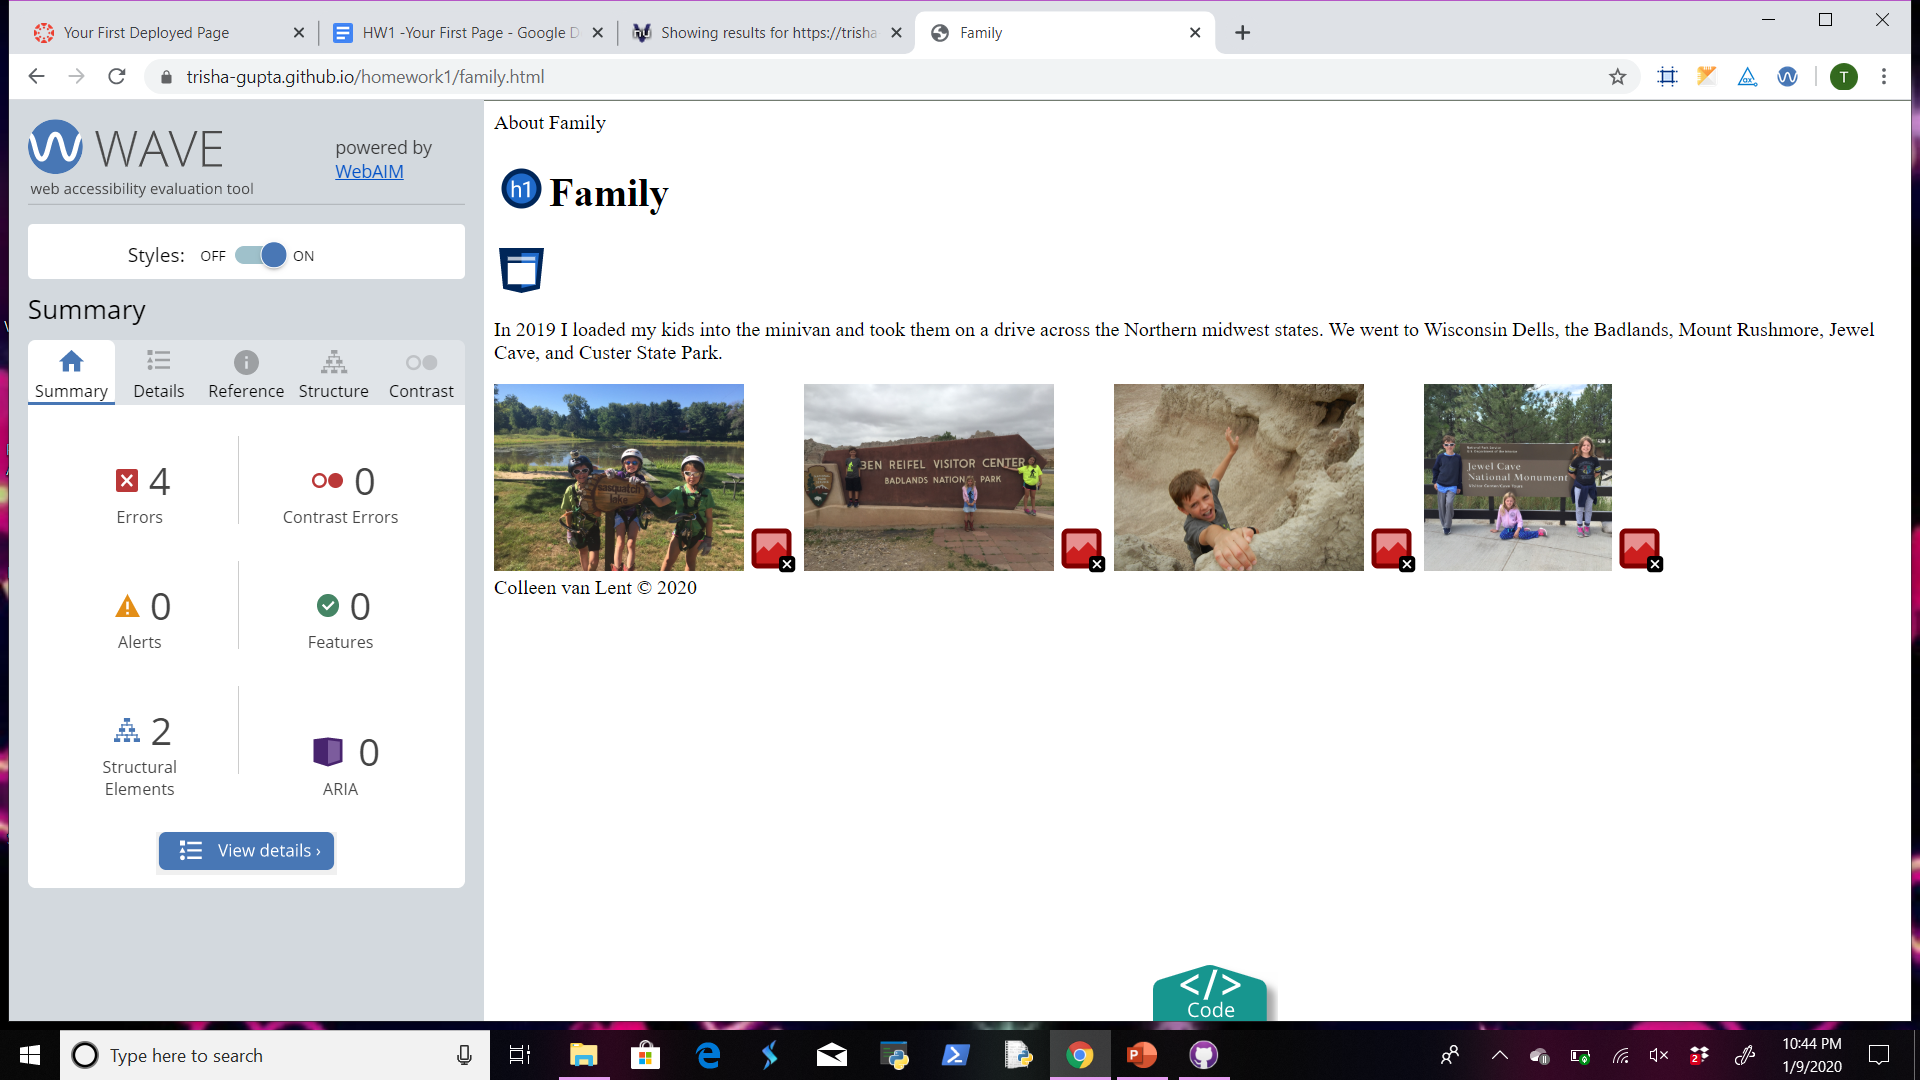 Your First Deployed Page
HW1 -Your First Page - Google D
Showing results for https://trisha
Family
trisha-gupta.github.io/homework1/family.html
T
WAVE
web accessibility evaluation tool
powered by
WebAIM
Styles: OFF ON
Summary
Summary
Details
Reference
Structure
Contrast
4
Errors
0
Contrast Errors
0
Alerts
0
Features
2
Structural
Elements
0
ARIA
View details ›
About Family
h1 Family
In 2019 I loaded my kids into the minivan and took them on a drive across the Northern midwest states. We went to Wisconsin Dells, the Badlands, Mount Rushmore, Jewel
Cave, and Custer State Park.
sasquatch
lake
BEN REIFEL VISITOR CENTER
BADLANDS NATIONAL PARK
Jewel Cave
National Monument
Colleen van Lent © 2020
</>
Code
Type here to search
10:44 PM
1/9/2020